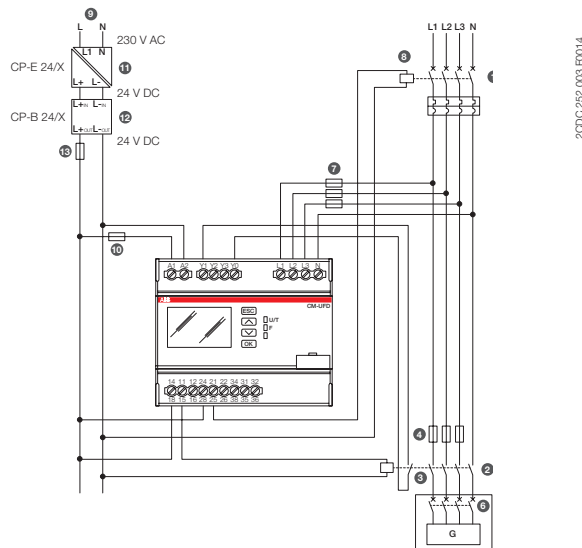 9
L N
230 V AC
L1 N
CP-E 24/X
11
L+ L-
24 V DC
L+IN L-IN
CP-B 24/X
12
L+OUT L-OUT
24 V DC
13
10
8
L1 L2 L3 N
1
2CDC 252 003 F0014
7
A1 A2 Y1 Y2 Y3 Y0 L1 L2 L3 N
ABB
CM-UFD
ESC
U/T
F
OK
14 11 12 24 21 22 34 31 32
18 15 16 28 25 26 38 35 36
4
3
2
6
G